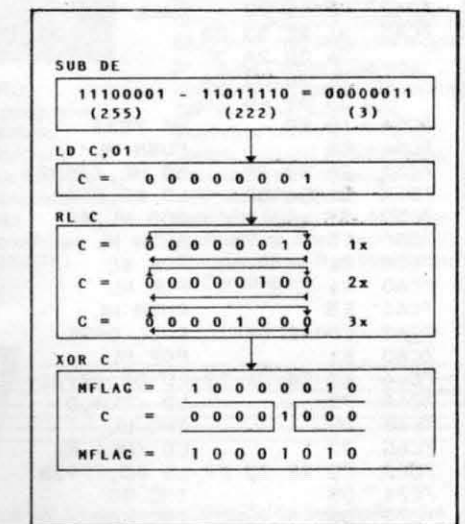 SUB DE
11100001 - 11011110 = 00000011
(255) (222) (3)
LD C,01
C = 0 0 0 0 0 0 0 1
RL C
C = 0 0 0 0 0 0 1 0 1x
C = 0 0 0 0 0 1 0 0 2x
C = 0 0 0 0 1 0 0 0 3x
XOR C
MFLAG = 1 0 0 0 0 0 1 0
C = 0 0 0 0 1 0 0 0
MFLAG = 1 0 0 0 1 0 1 0